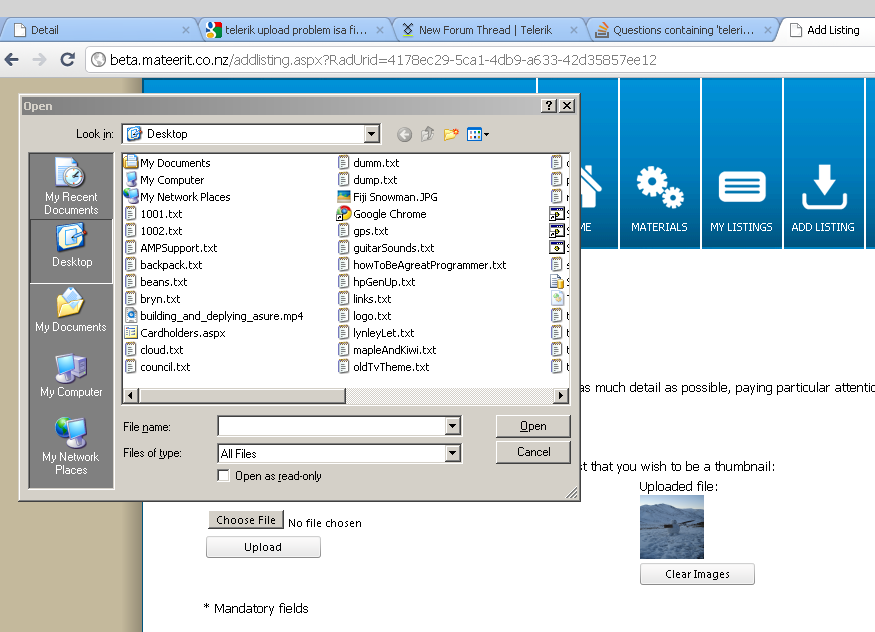 Detail
telerik upload problem isa fi...
New Forum Thread | Telerik
Questions containing 'teleri...
Add Listing
beta.mateerit.co.nz/addlisting.aspx?RadUrid=4178ec29-5ca1-4db9-a633-42d35857ee12
Open
Look in:
Desktop
My Recent
Documents
Desktop
My Documents
My Computer
My Network
Places
My Documents
My Computer
My Network Places
1001.txt
1002.txt
AMPSupport.txt
backpack.txt
beans.txt
bryn.txt
building_and_deplying_asure.mp4
Cardholders.aspx
cloud.txt
council.txt
dumm.txt
dump.txt
Fiji Snowman.JPG
Google Chrome
gps.txt
guitarSounds.txt
howToBeAgreatProgrammer.txt
hpGenUp.txt
links.txt
logo.txt
lynleyLet.txt
mapleAndKiwi.txt
oldTvTheme.txt
File name:
Open
Files of type:
All Files
Cancel
Open as read-only
ME
MATERIALS
MY LISTINGS
ADD LISTING
as much detail as possible, paying particular attentio
st that you wish to be a thumbnail:
Uploaded file:
Choose File
No file chosen
Upload
Clear Images
* Mandatory fields